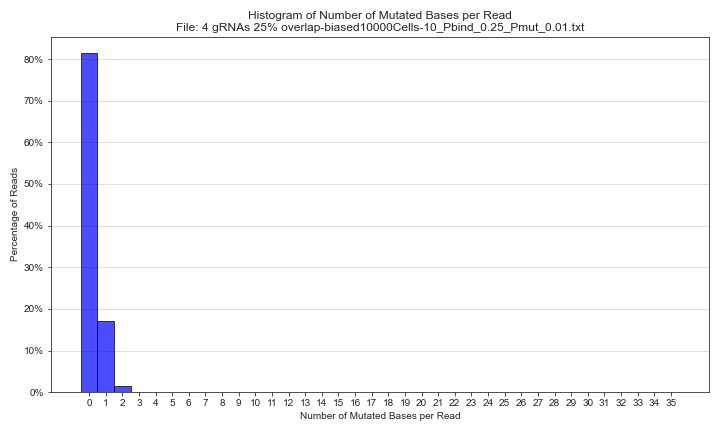 Histogram of Number of Mutated Bases per Read
File: 4 gRNAs 25% overlap-biased10000Cells-10_Pbind_0.25_Pmut_0.01.txt
Percentage of Reads
80%
70%
60%
50%
40%
30%
20%
10%
0%
0 1 2 3 4 5 6 7 8 9 10 11 12 13 14 15 16 17 18 19 20 21 22 23 24 25 26 27 28 29 30 31 32 33 34 35
Number of Mutated Bases per Read